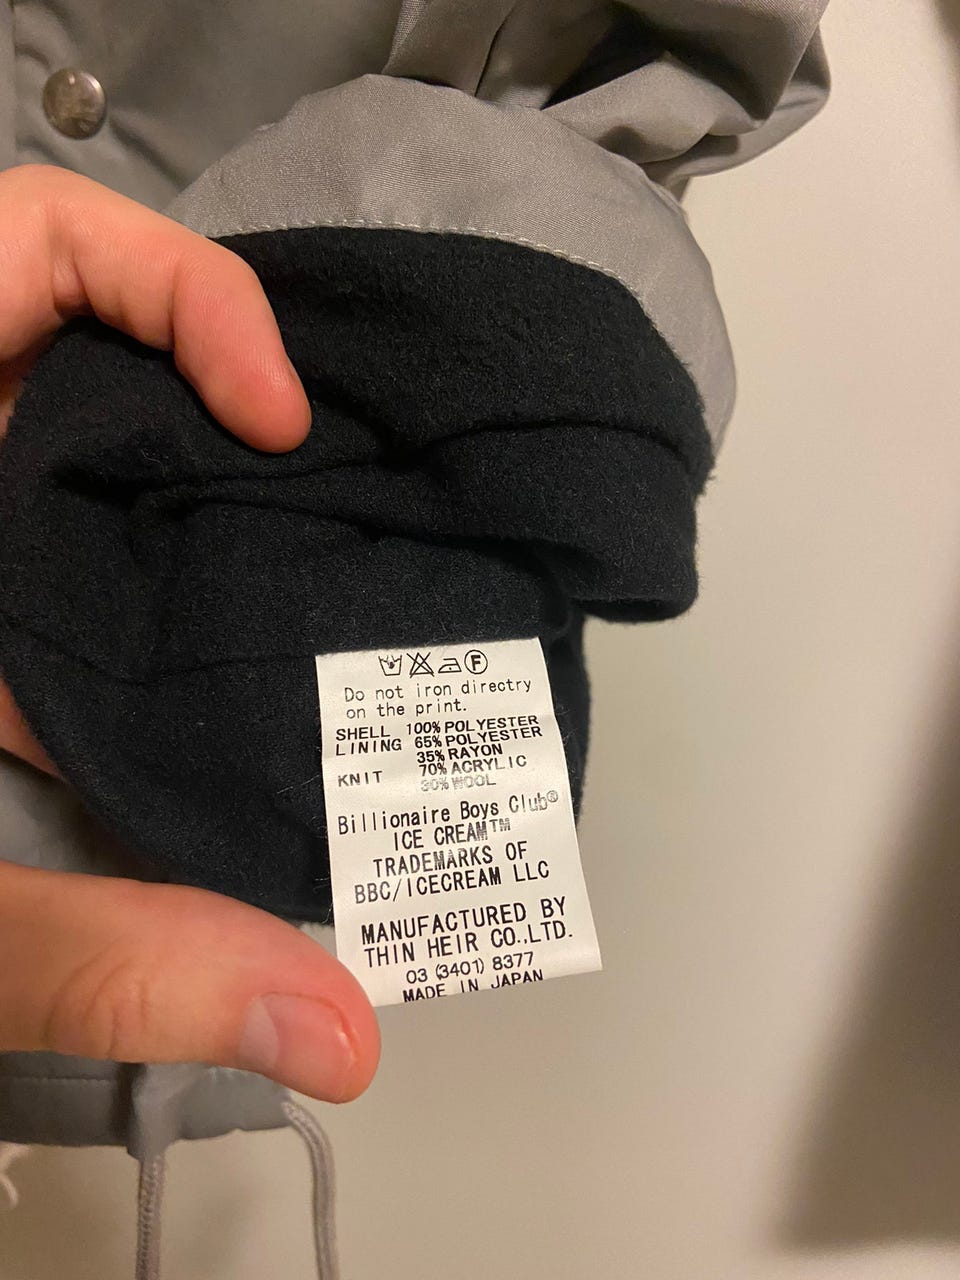 F
Do not iron directry
on the print.
SHELL 100% POLYESTER
LINING 65% POLYESTER
35% RAYON
KNIT 70% ACRYLIC
30% WOOL
Billionaire Boys Club®
ICE CREAM™
TRADEMARKS OF
BBC/ICECREAM LLC
MANUFACTURED BY
THIN HEIR CO.,LTD.
03 (3401) 8377
MADE IN JAPAN